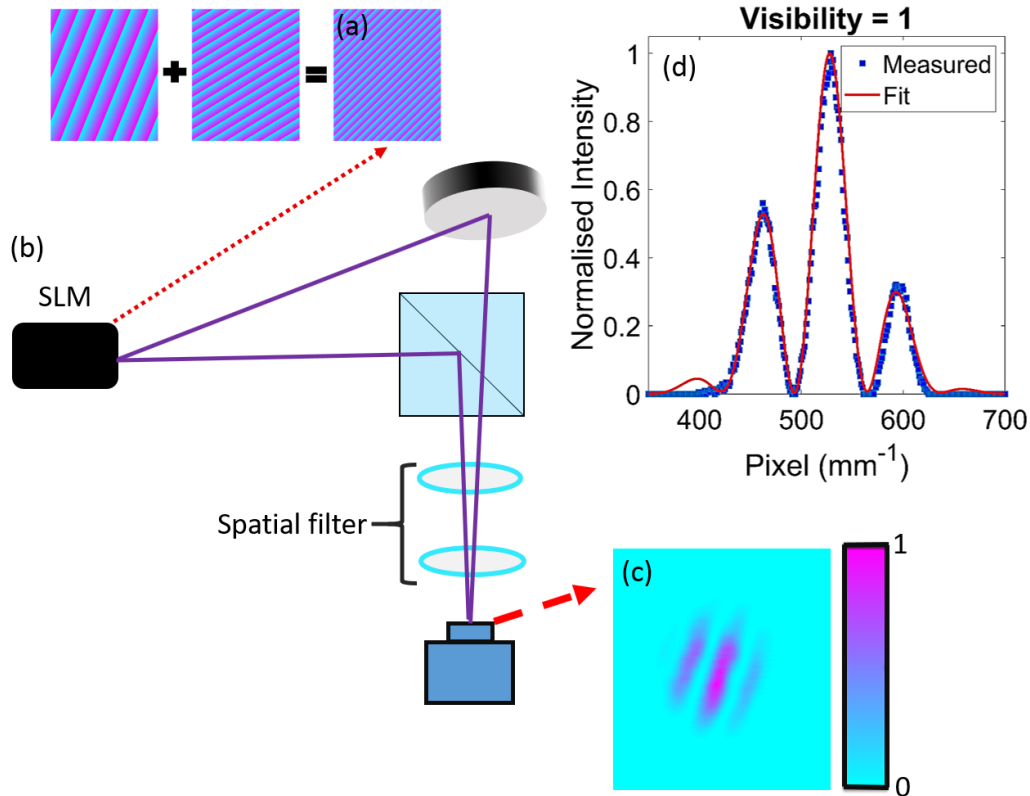 (a)
(b)
SLM
Spatial filter
(c)
1
0
Visibility = 1
(d)
Measured
Fit
Normalised Intensity
1
0.8
0.6
0.4
0.2
0
400 500 600 700
Pixel (mm⁻¹)